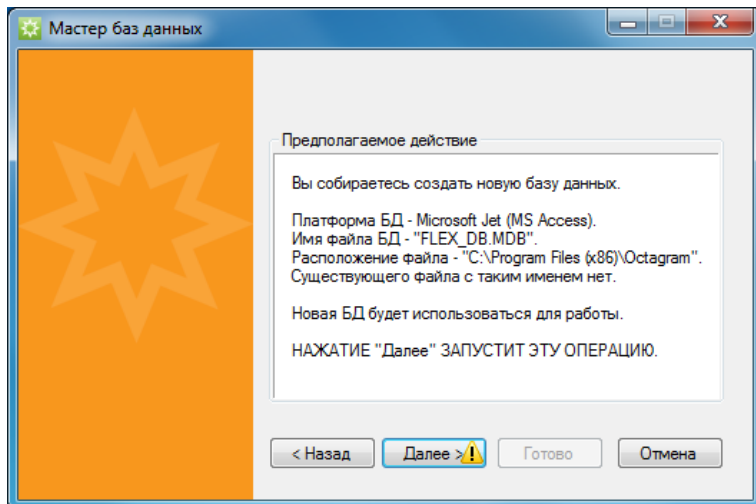 Мастер баз данных
Предполагаемое действие
Вы собираетесь создать новую базу данных.
Платформа БД - Microsoft Jet (MS Access).
Имя файла БД - "FLEX_DB.MDB".
Расположение файла - "C:\Program Files (x86)\Octagram".
Существующего файла с таким именем нет.
Новая БД будет использоваться для работы.
НАЖАТИЕ "Далее" ЗАПУСТИТ ЭТУ ОПЕРАЦИЮ.
< Назад Далее > Готово Отмена